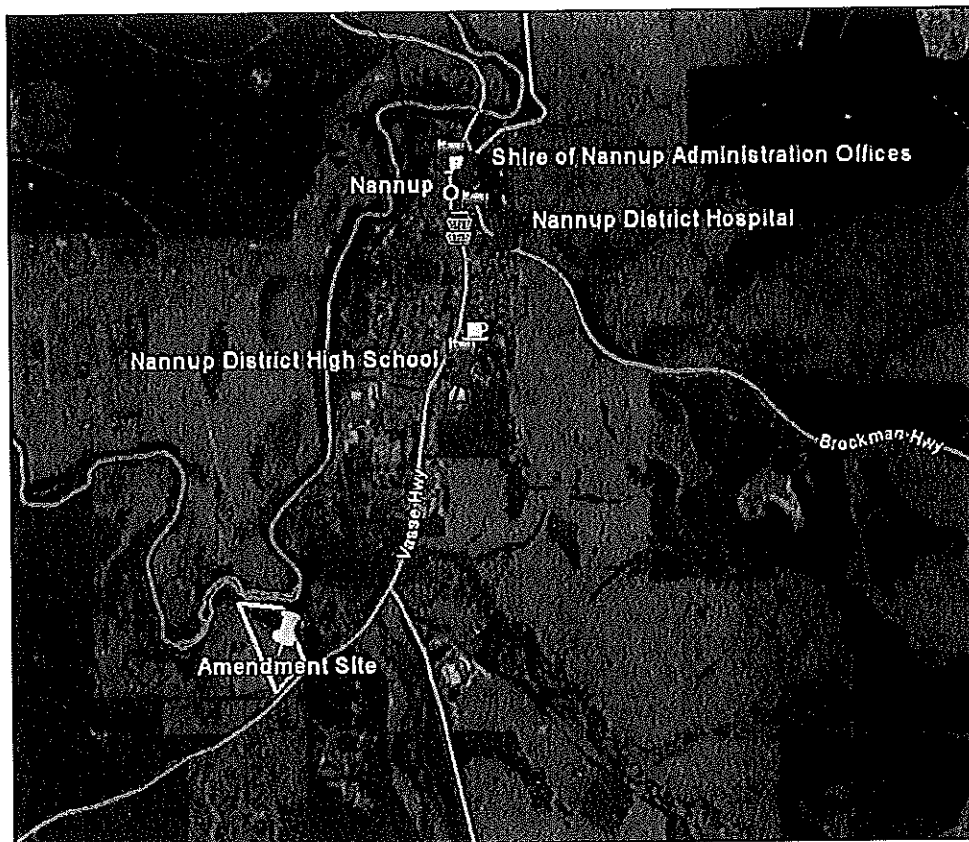 Shire of Nannup Administration Offices
Nannup
Nannup District Hospital
Nannup District High School
Brockman Hwy
Vasse Hwy
Amendment Site